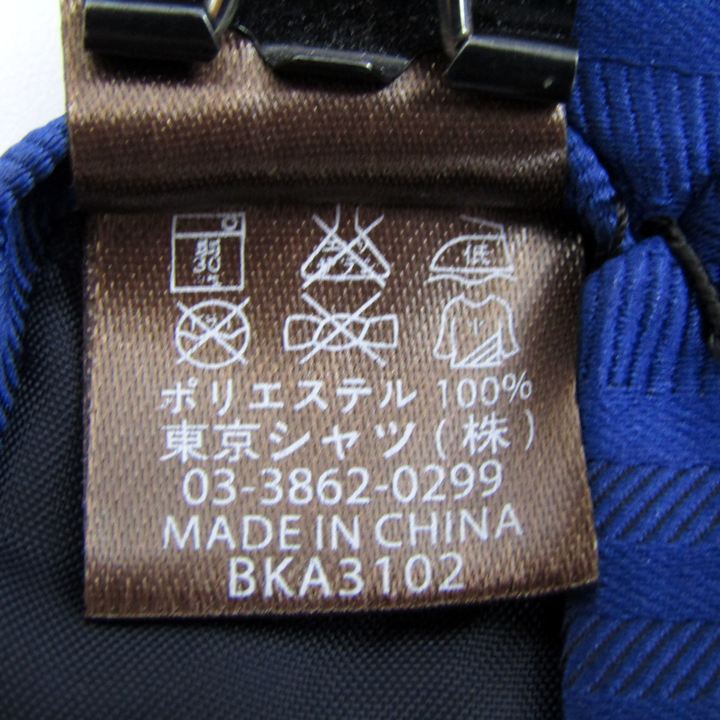 ポリエステル 100%
東京シャツ(株)
03-3862-0299
MADE IN CHINA
BKA3102